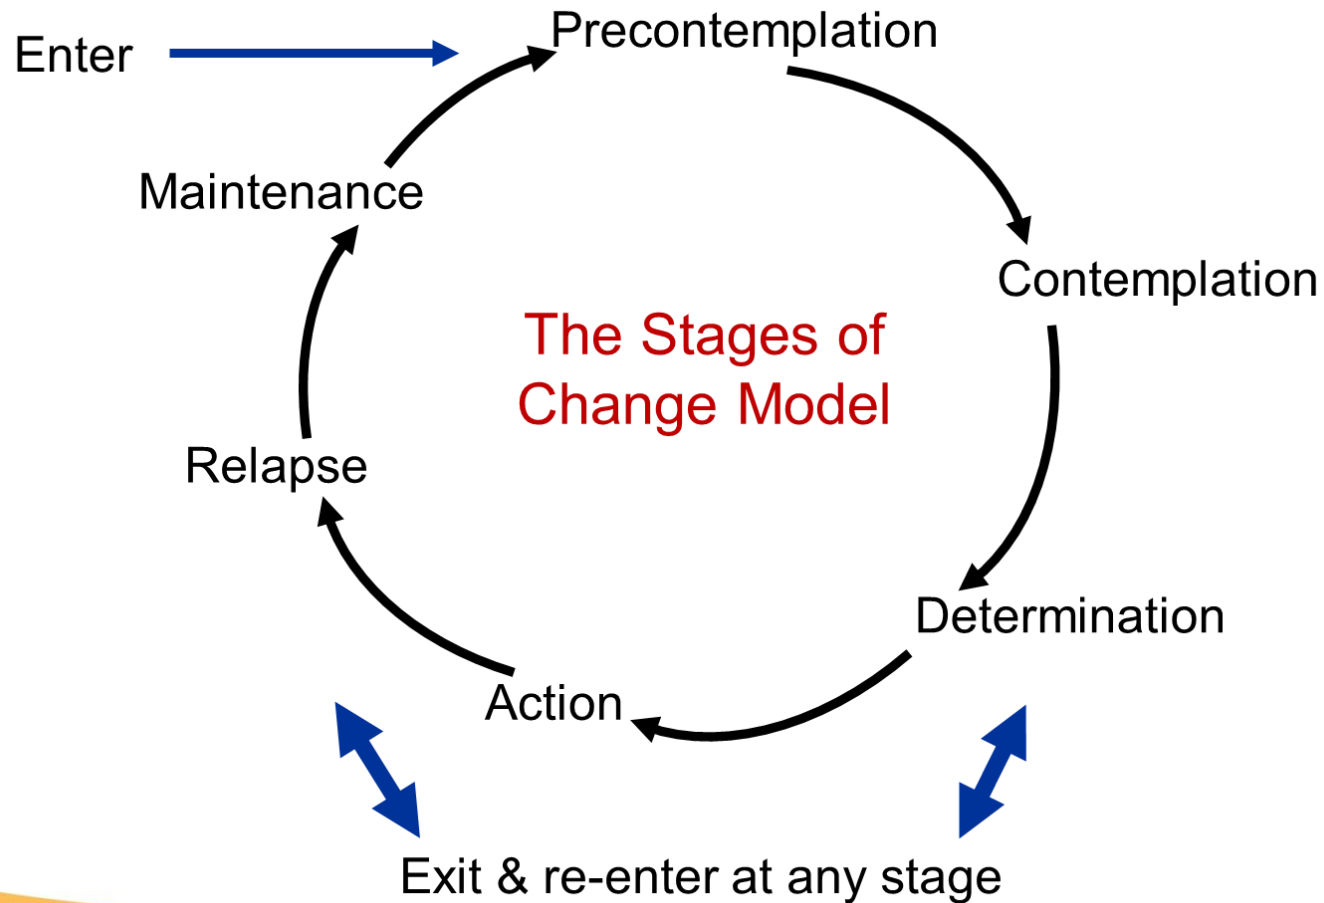 Enter
Precontemplation
Maintenance
Contemplation
The Stages of
Change Model
Relapse
Determination
Action
Exit & re-enter at any stage